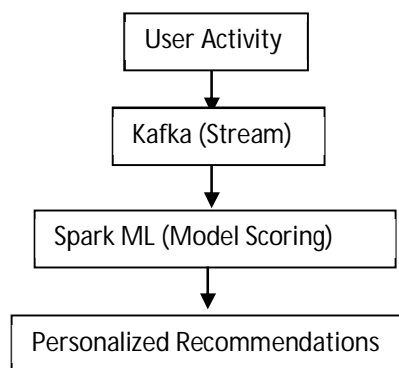 User Activity
Kafka (Stream)
Spark ML (Model Scoring)
Personalized Recommendations